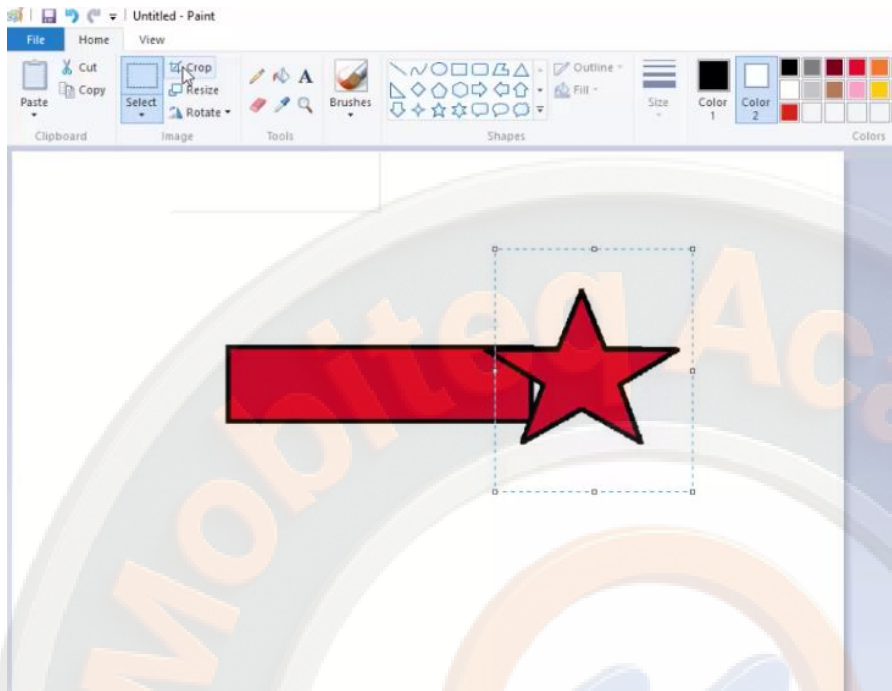 Untitled - Paint
File Home View
Paste
Cut
Copy
Clipboard
Select
Crop
Resize
Rotate
Image
A
Tools
Brushes
Shapes
Outline
Fill
Size
Color 1
Color 2
Colors
Mobiteq Ac